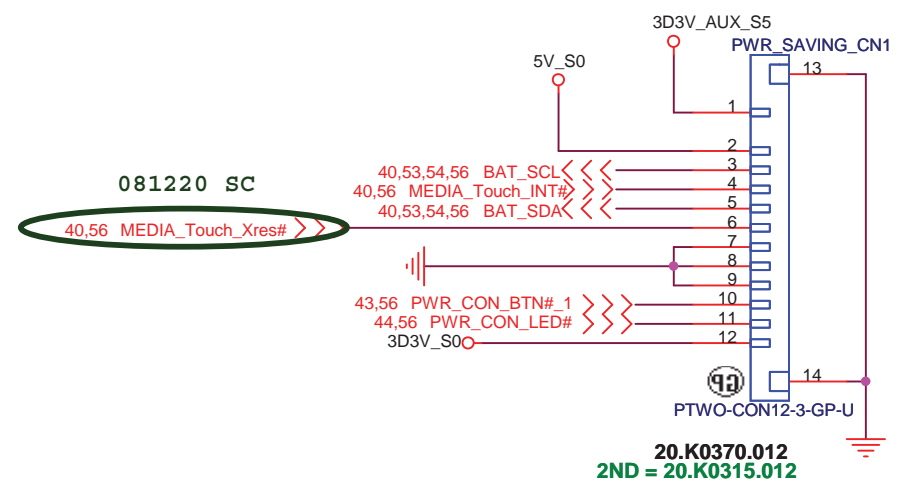 3D3V_AUX_S5
PWR_SAVING_CN1
5V_S0
13
1
2
40,53,54,56 BAT_SCL 3
081220 SC
40,56 MEDIA_Touch_INT# 4
40,53,54,56 BAT_SDA 5
40,56 MEDIA_Touch_Xres# 6
7
8
9
43,56 PWR_CON_BTN#_1 10
44,56 PWR_CON_LED# 11
3D3V_S0 12
GP
14
PTWO-CON12-3-GP-U
20.K0370.012
2ND = 20.K0315.012